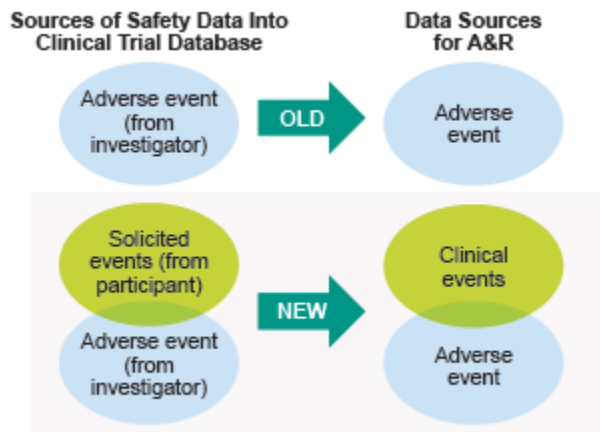 Sources of Safety Data Into
Clinical Trial Database
Data Sources
for A&R
Adverse event
(from
investigator)
OLD
Adverse
event
Solicited
events (from
participant)
Clinical
events
NEW
Adverse event
(from
investigator)
Adverse
event